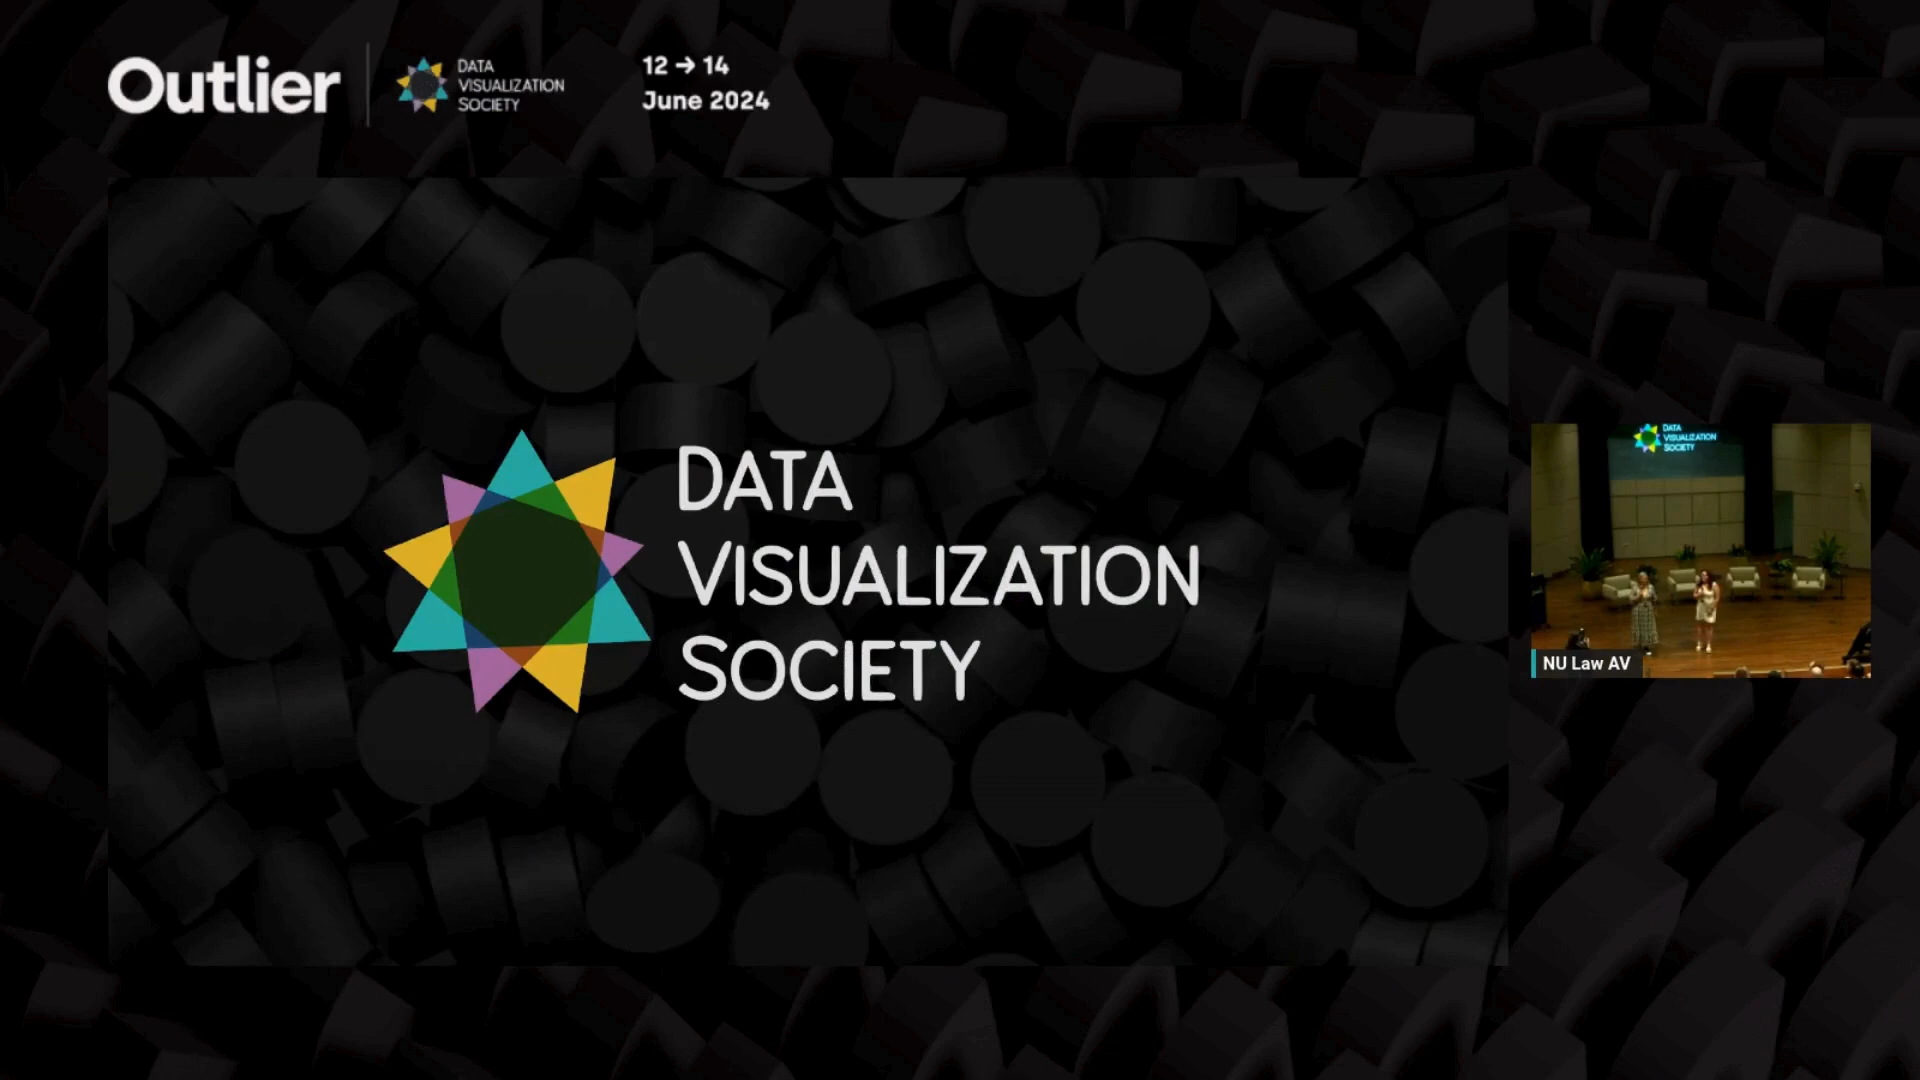 Outlier
DATA
VISUALIZATION
SOCIETY
12 → 14
June 2024
DATA
VISUALIZATION
SOCIETY
DATA
VISUALIZATION
SOCIETY
NU Law AV